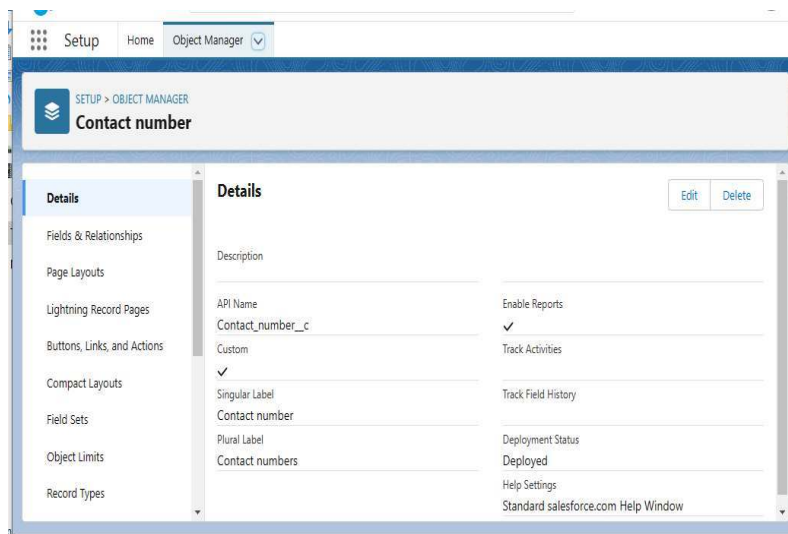 Setup
Home
Object Manager
SETUP > OBJECT MANAGER
Contact number
Details
Fields & Relationships
Page Layouts
Lightning Record Pages
Buttons, Links, and Actions
Compact Layouts
Field Sets
Object Limits
Record Types
Details
Edit
Delete
Description
API Name
Contact_number__c
Custom
Singular Label
Contact number
Plural Label
Contact numbers
Enable Reports
Track Activities
Track Field History
Deployment Status
Deployed
Help Settings
Standard salesforce.com Help Window